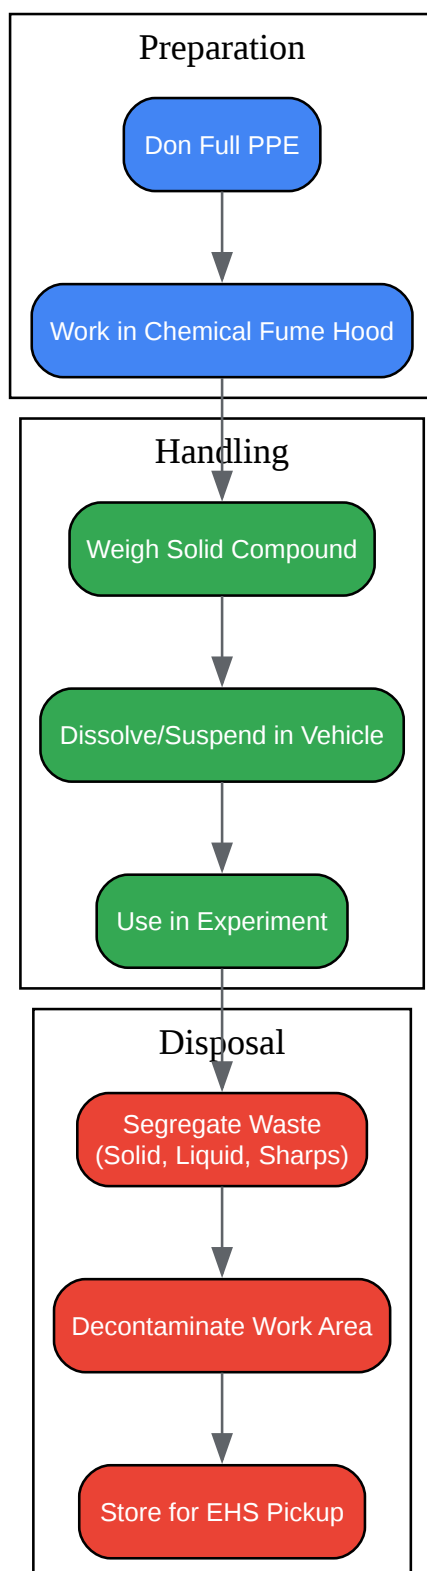 Preparation
Don Full PPE
Work in Chemical Fume Hood
Handling
Weigh Solid Compound
Dissolve/Suspend in Vehicle
Use in Experiment
Disposal
Segregate Waste
(Solid, Liquid, Sharps)
Decontaminate Work Area
Store for EHS Pickup